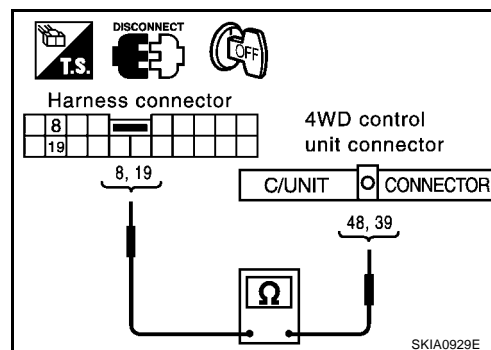 DISCONNECT
T.S.
OFF
Harness connector
8
19
4WD control
unit connector
8, 19
C/UNIT
CONNECTOR
48, 39
Ω
SKIA0929E